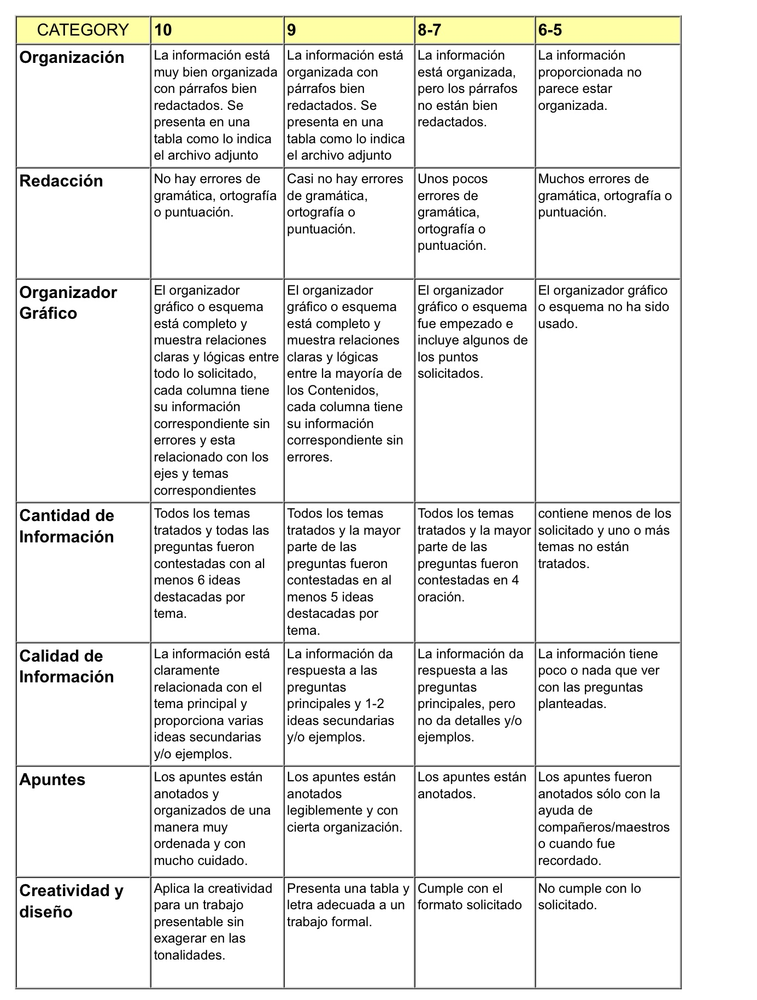 CATEGORY
10
9
8-7
6-5
Organización
La información está
muy bien organizada
con párrafos bien
redactados. Se
presenta en una
tabla como lo indica
el archivo adjunto
La información está
organizada con
párrafos bien
redactados. Se
presenta en una
tabla como lo indica
el archivo adjunto
La información
está organizada,
pero los párrafos
no están bien
redactados.
La información
proporcionada no
parece estar
organizada.
Redacción
No hay errores de
gramática, ortografía
o puntuación.
Casi no hay errores
de gramática,
ortografía o
puntuación.
Unos pocos
errores de
gramática,
ortografía o
puntuación.
Muchos errores de
gramática, ortografía o
puntuación.
Organizador
Gráfico
El organizador
gráfico o esquema
está completo y
muestra relaciones
claras y lógicas entre
todo lo solicitado,
cada columna tiene
su información
correspondiente sin
errores y esta
relacionado con los
ejes y temas
correspondientes
El organizador
gráfico o esquema
está completo y
muestra relaciones
claras y lógicas
entre la mayoría de
los Contenidos,
cada columna tiene
su información
correspondiente sin
errores.
El organizador
gráfico o esquema
fue empezado e
incluye algunos de
los puntos
solicitados.
El organizador gráfico
o esquema no ha sido
usado.
Cantidad de
Información
Todos los temas
tratados y todas las
preguntas fueron
contestadas con al
menos 6 ideas
destacadas por
tema.
Todos los temas
tratados y la mayor
parte de las
preguntas fueron
contestadas en al
menos 5 ideas
destacadas por
tema.
Todos los temas
tratados y la mayor
parte de las
preguntas fueron
contestadas en 4
oración.
contiene menos de los
solicitado y uno o más
temas no están
tratados.
Calidad de
Información
La información está
claramente
relacionada con el
tema principal y
proporciona varias
ideas secundarias
y/o ejemplos.
La información da
respuesta a las
preguntas
principales y 1-2
ideas secundarias
y/o ejemplos.
La información da
respuesta a las
preguntas
principales, pero
no da detalles y/o
ejemplos.
La información tiene
poco o nada que ver
con las preguntas
planteadas.
Apuntes
Los apuntes están
anotados y
organizados de una
manera muy
ordenada y con
mucho cuidado.
Los apuntes están
anotados
legiblemente y con
cierta organización.
Los apuntes están
anotados.
Los apuntes fueron
anotados sólo con la
ayuda de
compañeros/maestros
o cuando fue
recordado.
Creatividad y
diseño
Aplica la creatividad
para un trabajo
presentable sin
exagerar en las
tonalidades.
Presenta una tabla y
letra adecuada a un
trabajo formal.
Cumple con el
formato solicitado
No cumple con lo
solicitado.